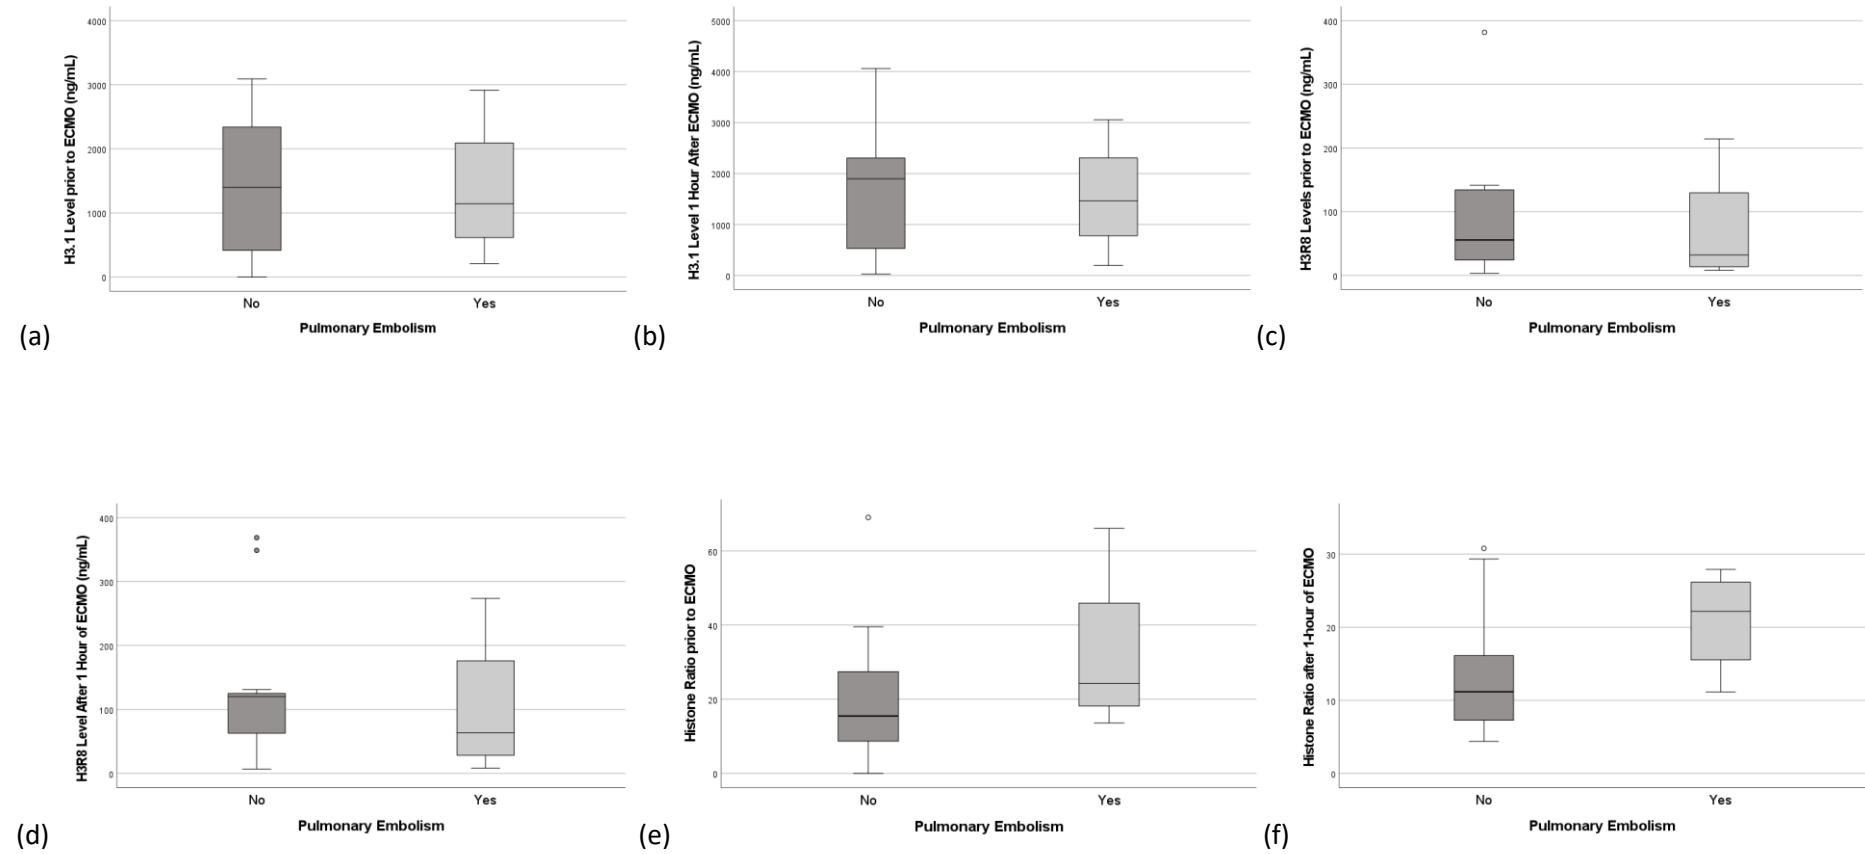 H3.1 Level prior to ECMO (ng/mL)
4000
3000
2000
1000
0
No Yes
Pulmonary Embolism
(a)
H3.1 Level 1 Hour After ECMO (ng/mL)
5000
4000
3000
2000
1000
0
No Yes
Pulmonary Embolism
(b)
H3R8 Levels prior to ECMO (ng/mL)
400
300
200
100
0
No Yes
Pulmonary Embolism
(c)
H3R8 Level After 1 Hour of ECMO (ng/mL)
400
300
200
100
0
No Yes
Pulmonary Embolism
(d)
Histone Ratio prior to ECMO
60
40
20
0
No Yes
Pulmonary Embolism
(e)
Histone Ratio after 1-hour of ECMO
30
20
10
0
No Yes
Pulmonary Embolism
(f)